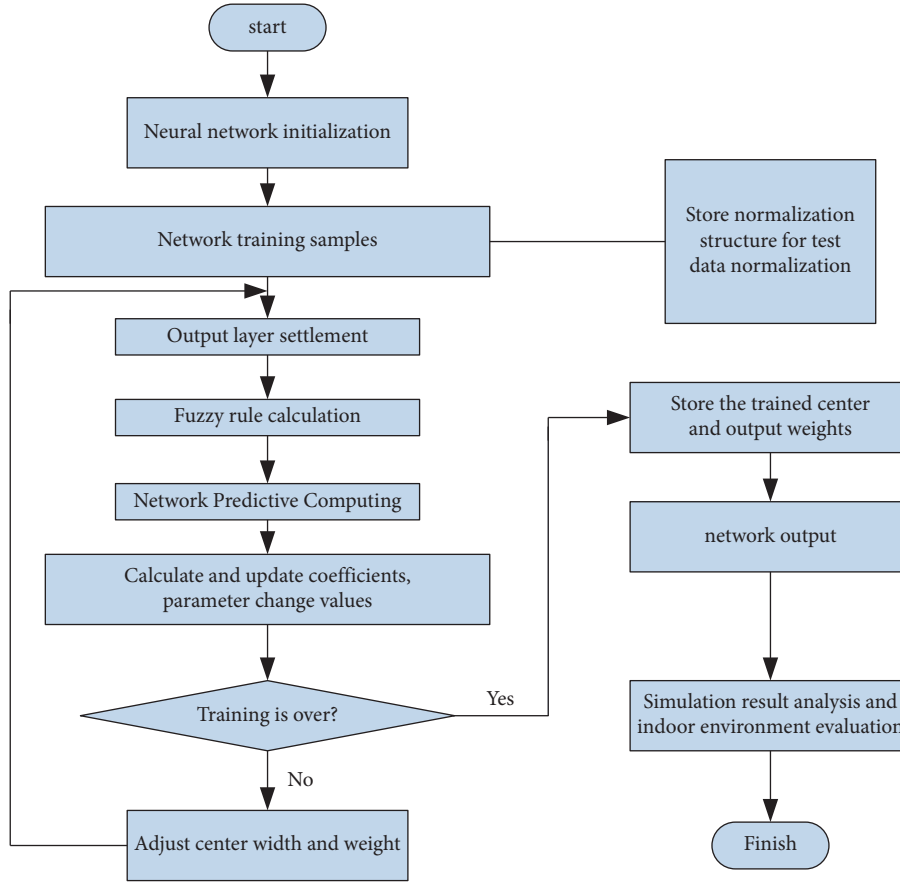 start
Neural network initialization
Network training samples
Store normalization
structure for test
data normalization
Output layer settlement
Fuzzy rule calculation
Network Predictive Computing
Calculate and update coefficients,
parameter change values
Training is over?
Yes
No
Adjust center width and weight
Store the trained center
and output weights
network output
Simulation result analysis and
indoor environment evaluation
Finish